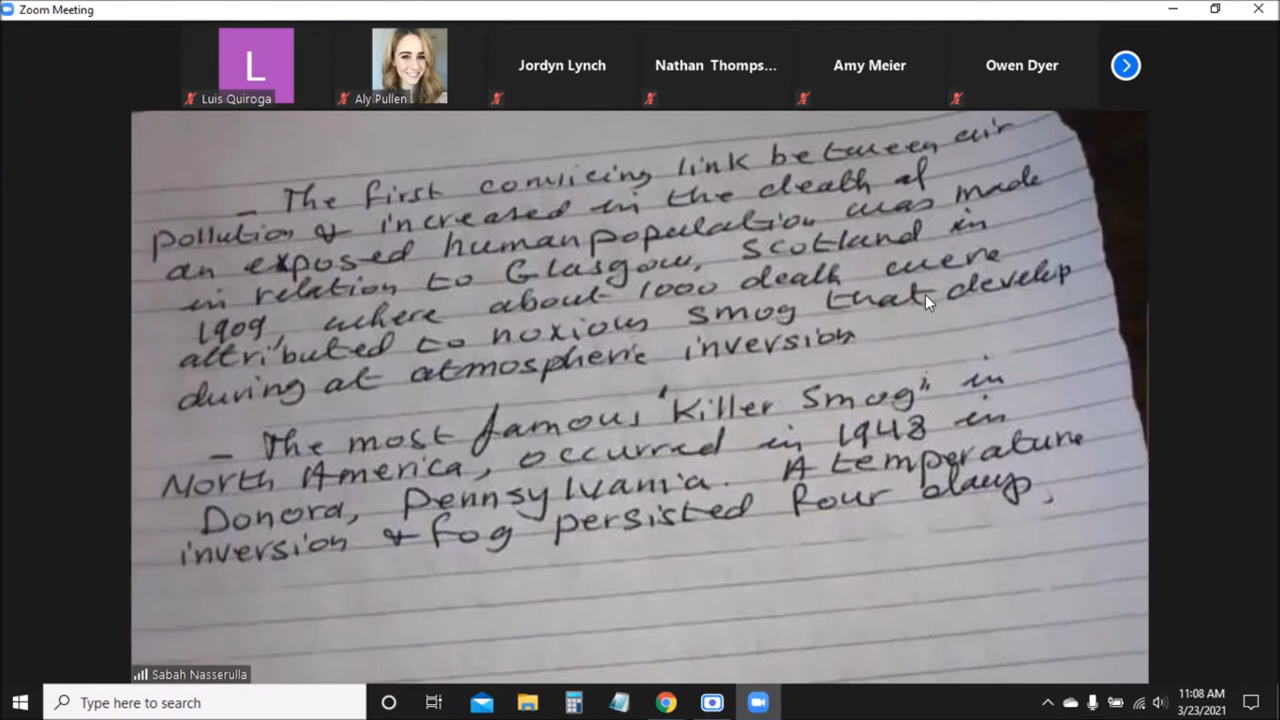 Zoom Meeting
L
Luis Quiroga
Aly Pullen
Jordyn Lynch
Nathan Thomps...
Amy Meier
Owen Dyer
- The first convicing link between air
pollution & increased in the death of
an exposed human population was made
in relation to Glasgow, Scotland in
1909, where about 1000 death were
attributed to noxious smog that develop
during at atmospheric inversion
- The most famous "Killer Smog" in
North America, occurred in 1948 in
Donora, Pennsylvania. A temperature
inversion & fog persisted four days,
Sabah Nasserulla
Type here to search
11:08 AM
3/23/2021